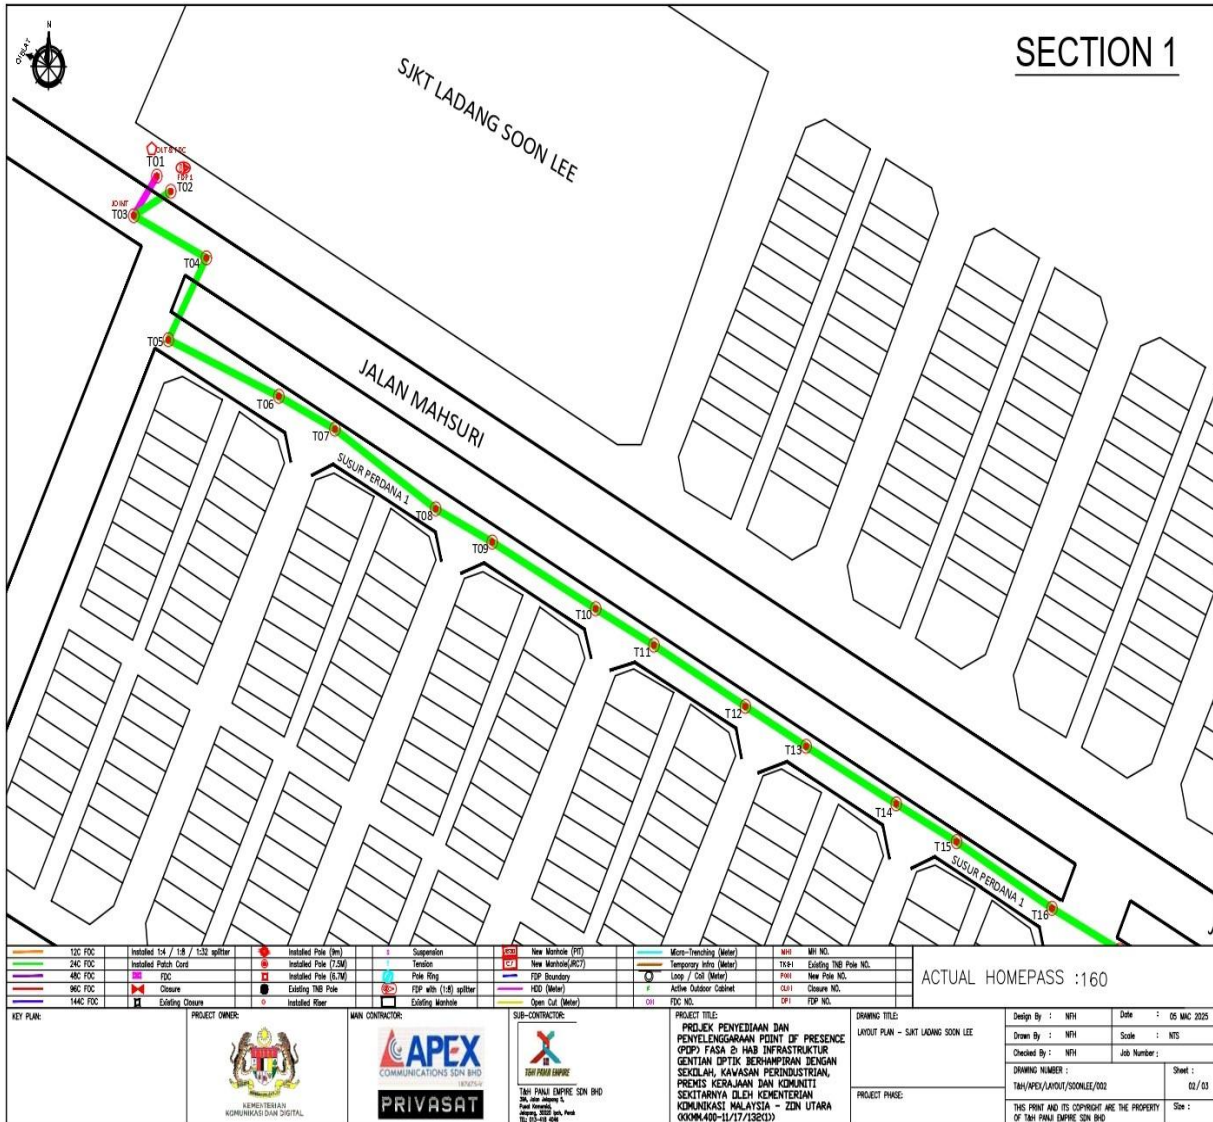 SECTION 1
N
SJKT LADANG SOON LEE
T01
FDP1
T02
JOINT
T03
T04
T05
JALAN MAHSURI
T06
T07
SUSUR PERDANA 1
T08
T09
T10
T11
T12
T13
T14
T15
SUSUR PERDANA 1
T16
12C FOC
24C FOC
48C FOC
96C FOC
144C FOC
Installed 1:4 / 1:8 / 1:32 splitter
Installed Patch Cord
FDC
Closure
Existing Closure
Installed Pole (9m)
Installed Pole (7.5M)
Installed Pole (6.7M)
Existing TNB Pole
Installed Riser
Suspension
Tension
Pole Ring
FDP with (1:8) splitter
Existing Manhole
New Manhole (PIT)
New Manhole(JRC7)
FDP Boundary
HDD (Meter)
Open Cut (Meter)
Micro-Trenching (Meter)
Temporary Intra (Meter)
Loop / Coil (Meter)
Active Outdoor Cabinet
FDC NO.
MH NO.
Existing TNB Pole NO.
New Pole NO.
Closure NO.
FDP NO.
ACTUAL HOMEPASS :160
KEY PLAN:
PROJECT OWNER:
KEMENTERIAN
KOMUNIKASI DAN DIGITAL
MAIN CONTRACTOR:
APEX
COMMUNICATIONS SDN BHD
PRIVASAT
SUB-CONTRACTOR:
T&H PANJI EMPIRE
T&H PANJI EMPIRE SDN BHD
PROJECT TITLE:
PROJEK PENYEDIAAN DAN
PENYELENGGARAAN POINT OF PRESENCE
(POP) FASA 2: HAB INFRASTRUKTUR
GENTIAN OPTIK BERHAMPIRAN DENGAN
SEKOLAH, KAWASAN PERINDUSTRIAN,
PREMIS KERAJAAN DAN KOMUNITI
SEKITARNYA OLEH KEMENTERIAN
KOMUNIKASI MALAYSIA – ZON UTARA
DRAWING TITLE:
LAYOUT PLAN - SJKT LADANG SOON LEE
PROJECT PHASE:
Design By : NFH
Date : 05 MAC 2025
Drawn By : NFH
Scale : NTS
Checked By : NFH
Job Number :
DRAWING NUMBER :
T&H/APEX/LAYOUT/SOONLEE/002
Sheet :
02/03
THIS PRINT AND ITS COPYRIGHT ARE THE PROPERTY
OF T&H PANJI EMPIRE SDN BHD
Size :